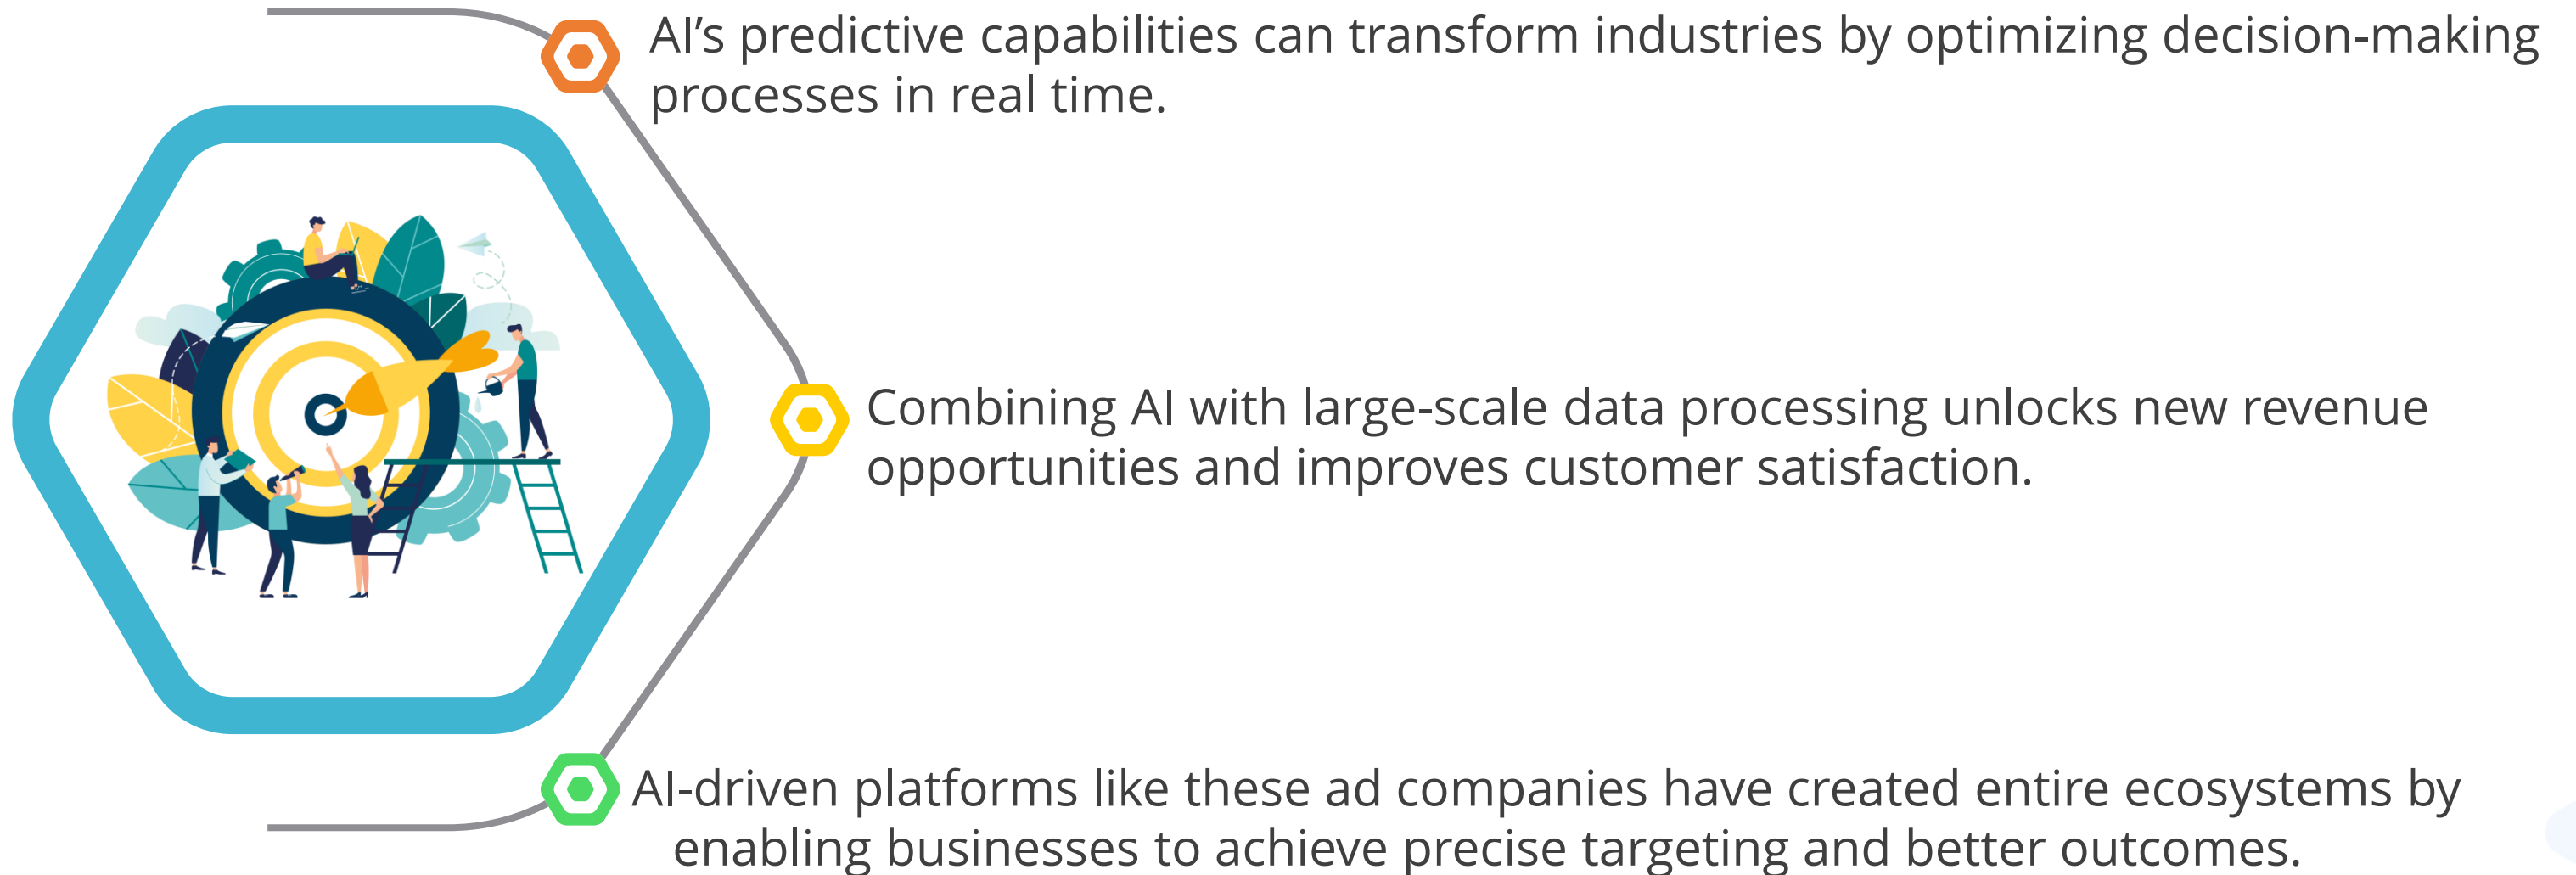 AI’s predictive capabilities can transform industries by optimizing decision-making
processes in real time.
Combining AI with large-scale data processing unlocks new revenue
opportunities and improves customer satisfaction.
AI-driven platforms like these ad companies have created entire ecosystems by
enabling businesses to achieve precise targeting and better outcomes.